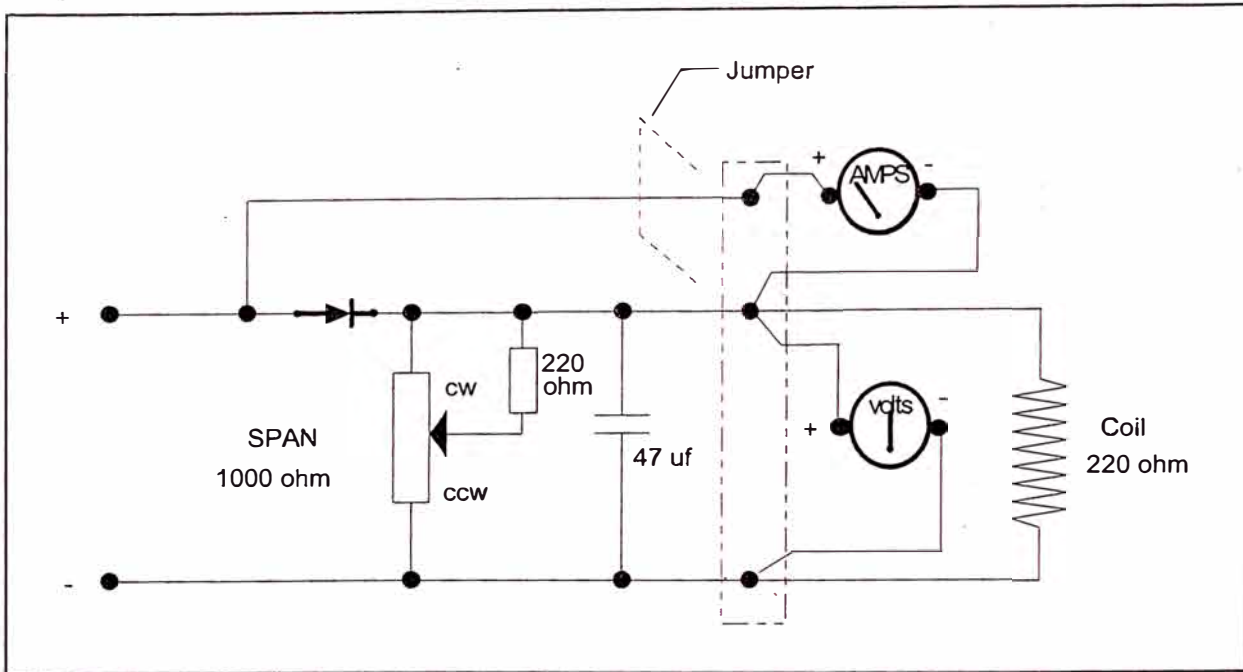 Jumper
+
AMPS
-
+
220
ohm
cw
SPAN
1000 ohm
ccw
47 uf
+
volts
-
Coil
220 ohm
-